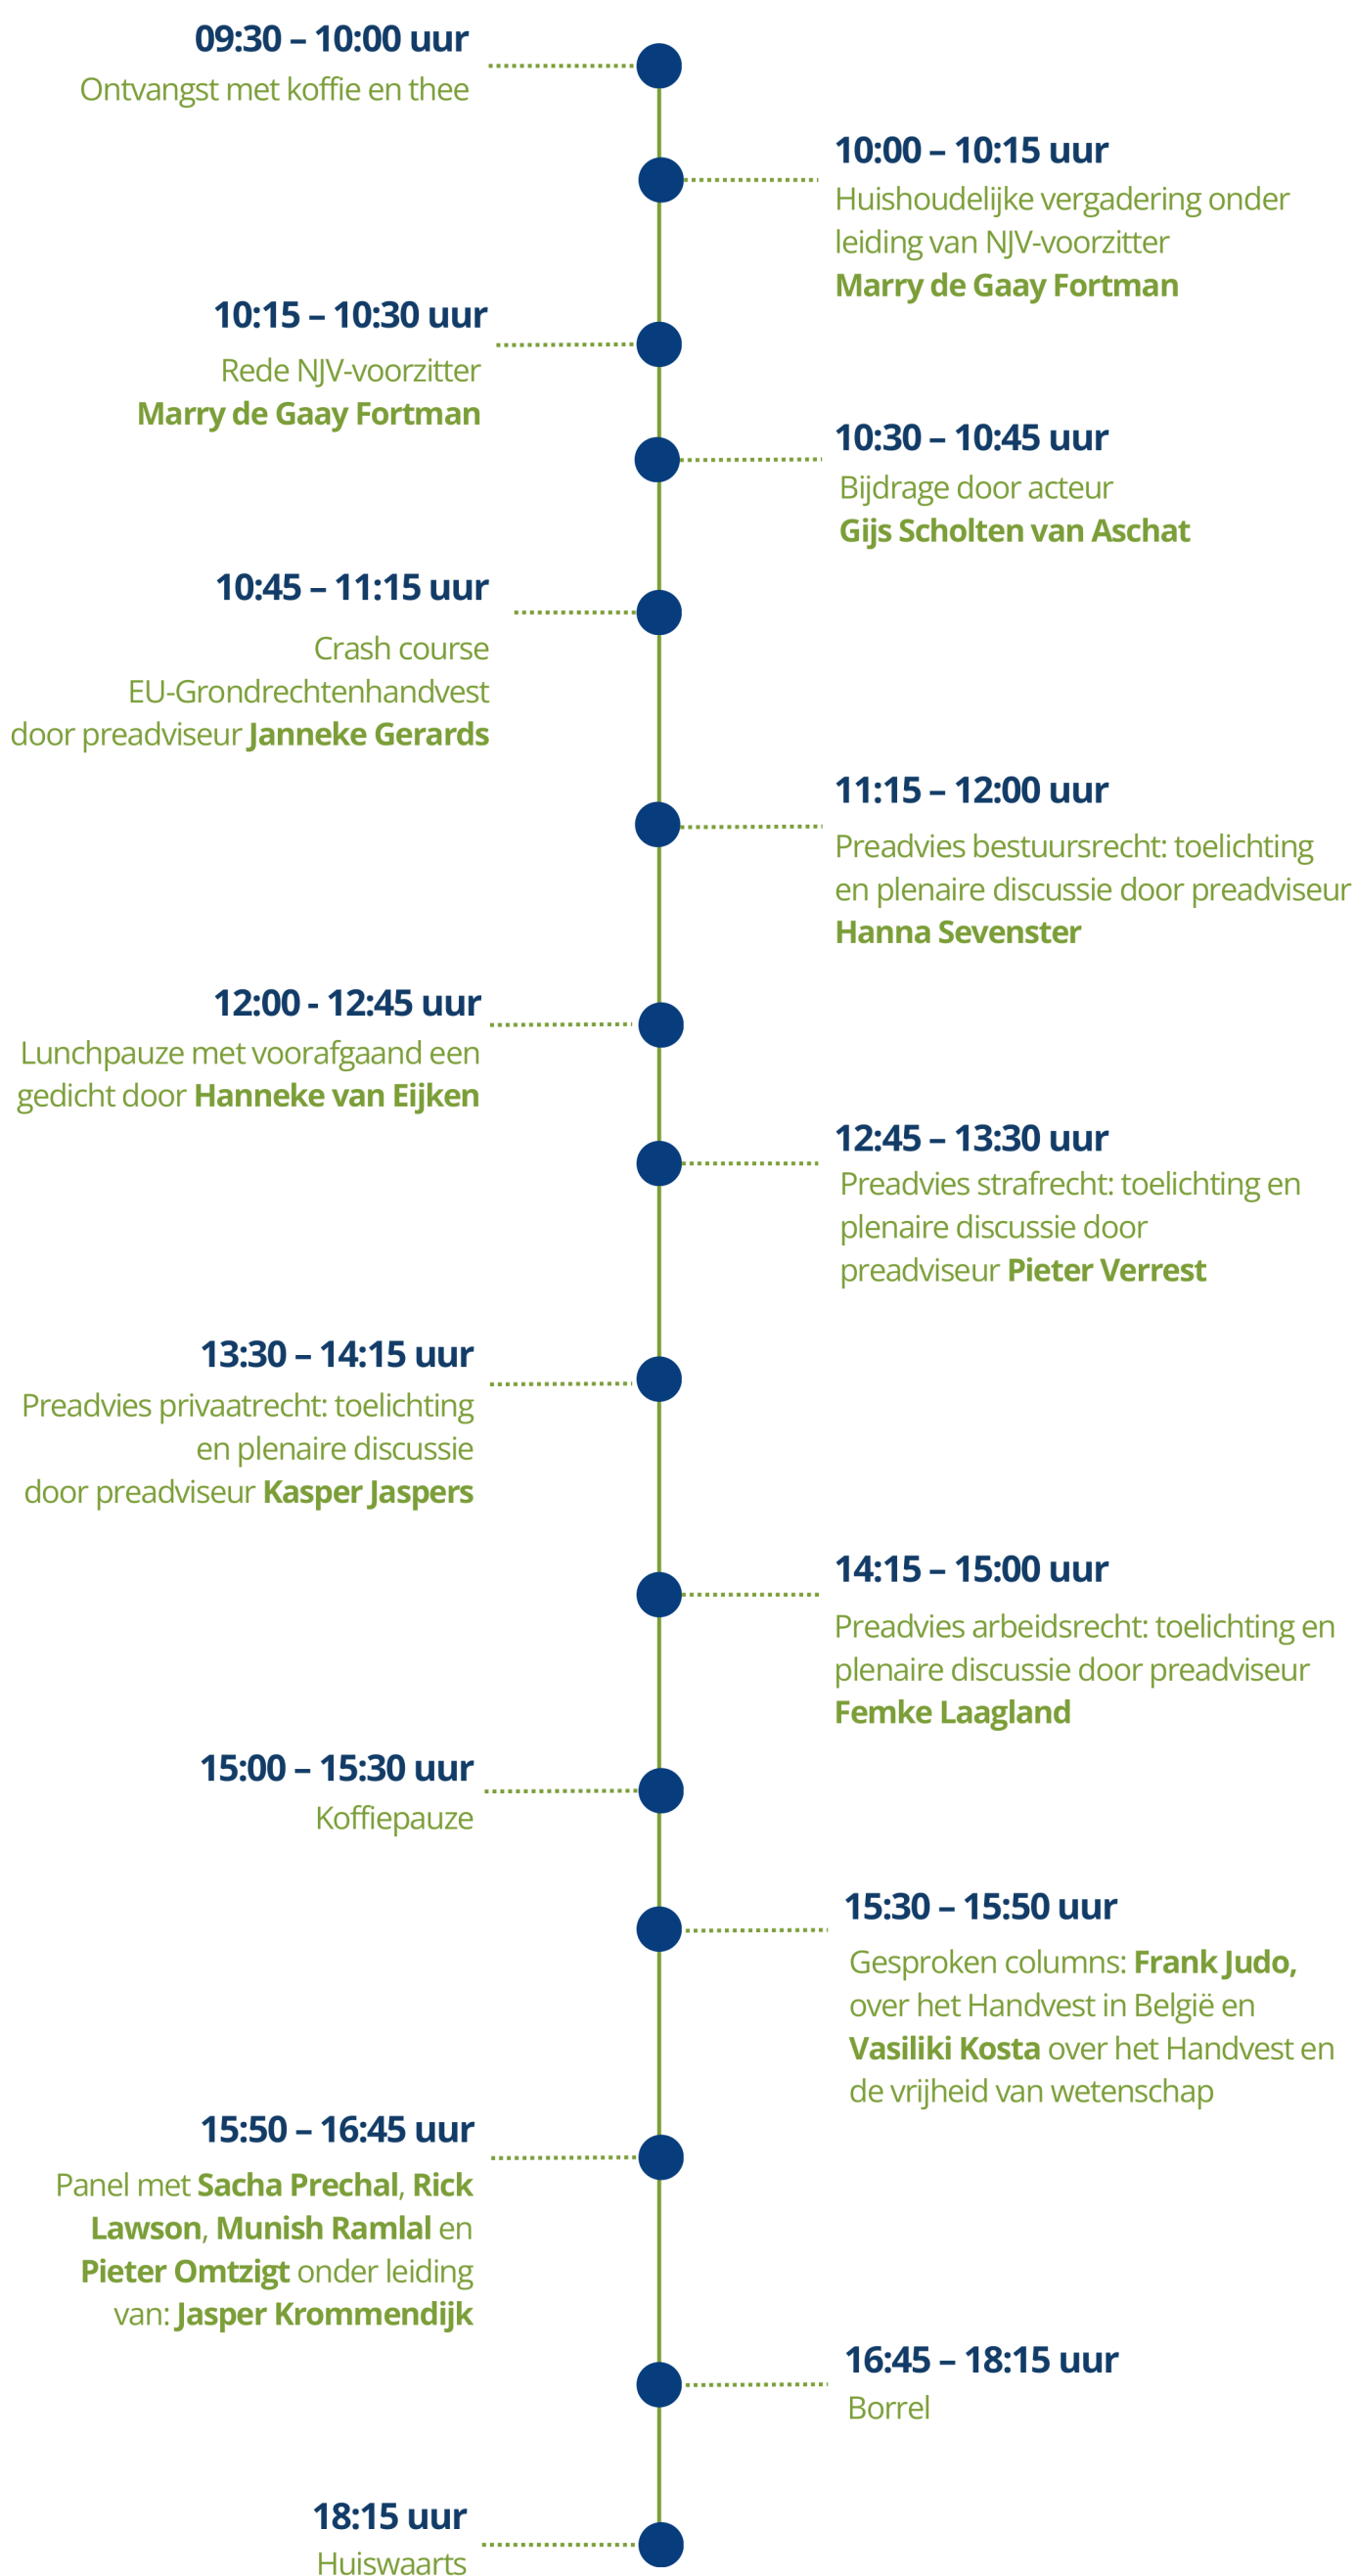 09:30 – 10:00 uur
Ontvangst met koffie en thee
10:00 – 10:15 uur
Huishoudelijke vergadering onder
leiding van NJV-voorzitter
Marry de Gaay Fortman
10:15 – 10:30 uur
Rede NJV-voorzitter
Marry de Gaay Fortman
10:30 – 10:45 uur
Bijdrage door acteur
Gijs Scholten van Aschat
10:45 – 11:15 uur
Crash course
EU-Grondrechtenhandvest
door preadviseur Janneke Gerards
11:15 – 12:00 uur
Preadvies bestuursrecht: toelichting
en plenaire discussie door preadviseur
Hanna Sevenster
12:00 - 12:45 uur
Lunchpauze met voorafgaand een
gedicht door Hanneke van Eijken
12:45 – 13:30 uur
Preadvies strafrecht: toelichting en
plenaire discussie door
preadviseur Pieter Verrest
13:30 – 14:15 uur
Preadvies privaatrecht: toelichting
en plenaire discussie
door preadviseur Kasper Jaspers
14:15 – 15:00 uur
Preadvies arbeidsrecht: toelichting en
plenaire discussie door preadviseur
Femke Laagland
15:00 – 15:30 uur
Koffiepauze
15:30 – 15:50 uur
Gesproken columns: Frank Judo,
over het Handvest in België en
Vasiliki Kosta over het Handvest en
de vrijheid van wetenschap
15:50 – 16:45 uur
Panel met Sacha Prechal, Rick
Lawson, Munish Ramlal en
Pieter Omtzigt onder leiding
van: Jasper Krommendijk
16:45 – 18:15 uur
Borrel
18:15 uur
Huiswaarts